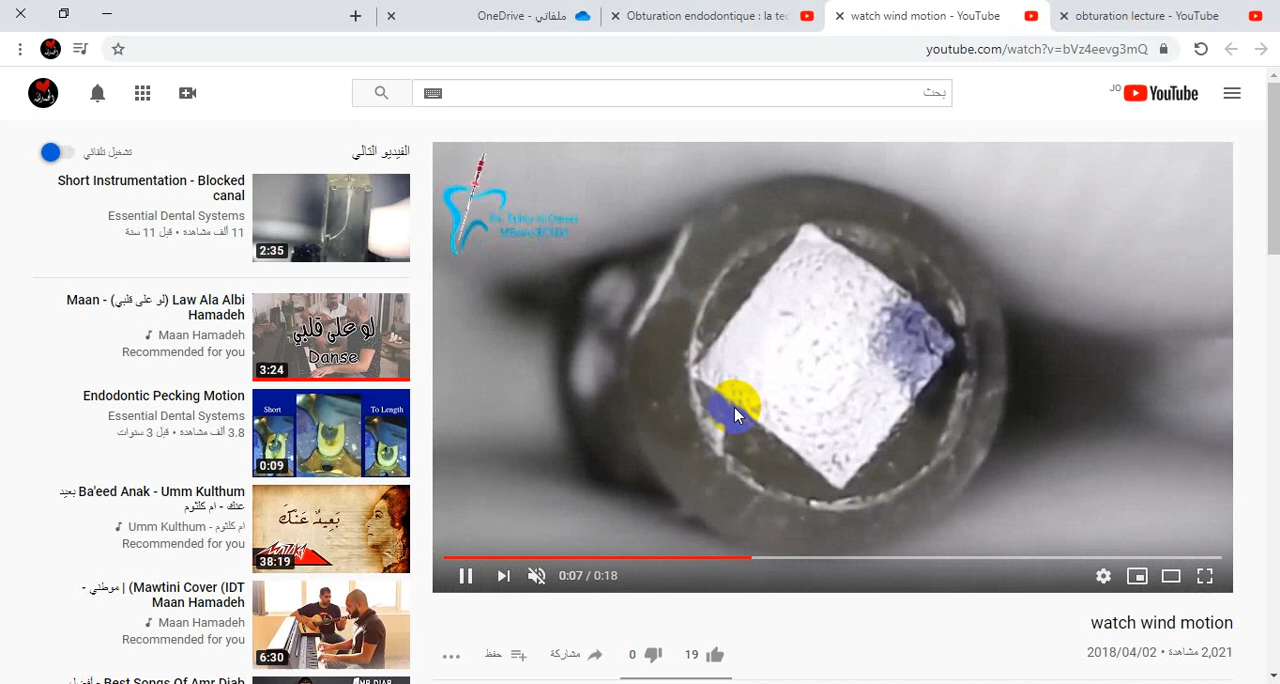 ملفاتي - OneDrive
Obturation endodontique : la tec
watch wind motion - YouTube
obturation lecture - YouTube
youtube.com/watch?v=bVz4eevg3mQ
بحث
JO
YouTube
الفيديو التالي
تشغيل تلقائي
Short Instrumentation - Blocked
canal
Essential Dental Systems
11 ألف مشاهدة • قبل 11 سنة
2:35
Maan - (لو على قلبي) Law Ala Albi
Hamadeh
Maan Hamadeh
Recommended for you
لو على قلبي
Danse
3:24
Endodontic Pecking Motion
Essential Dental Systems
3.8 ألف مشاهدة • قبل 3 سنوات
Short
To Length
0:09
Ba'eed Anak - Umm Kulthum بعيد
عنك - ام كلثوم
ام كلثوم - Umm Kulthum
Recommended for you
بعيد عنك
38:19
موطني - | (Mawtini Cover (IDT
Maan Hamadeh
Maan Hamadeh
Recommended for you
6:30
0:07 / 0:18
watch wind motion
2,021 مشاهدة • 2018/04/02
19
0
مشاركة
حفظ